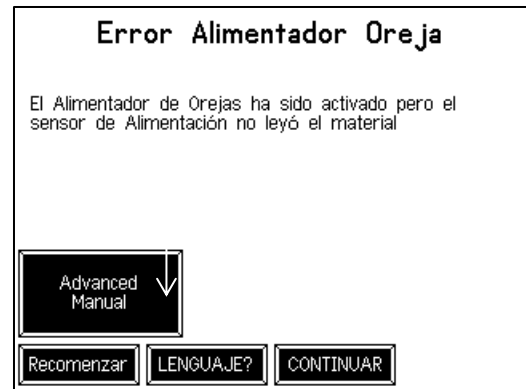 Error Alimentador Oreja
El Alimentador de Orejas ha sido activado pero el
sensor de Alimentación no leyó el material
Advanced
Manual
Recomenzar
LENGUAJE?
CONTINUAR